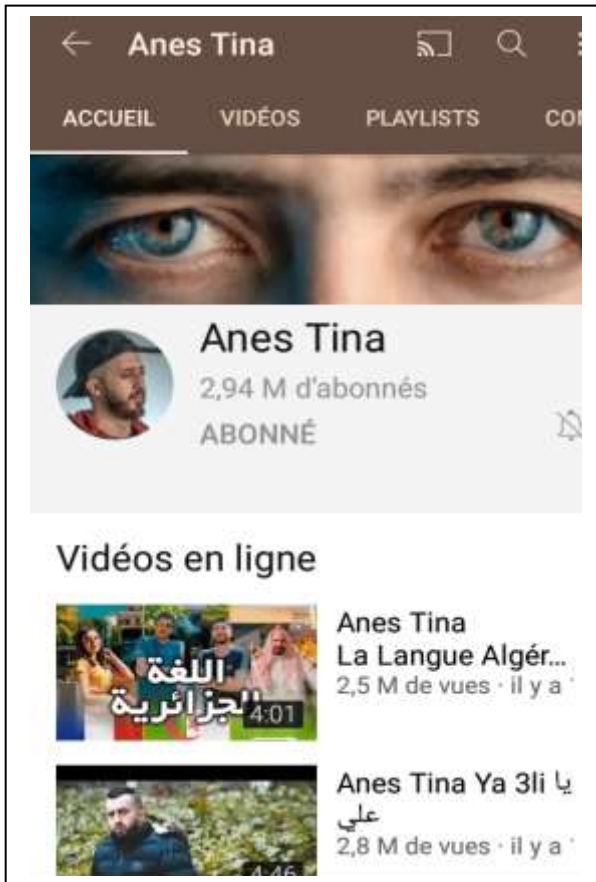 Anes Tina
ACCUEIL VIDÉOS PLAYLISTS
Anes Tina
2,94 M d'abonnés
ABONNÉ
Vidéos en ligne
اللغة
الجزائرية
4:01
Anes Tina
La Langue Algér...
2,5 M de vues · il y a
Anes Tina Ya 3li يا
علي
2,8 M de vues · il y a
4:46